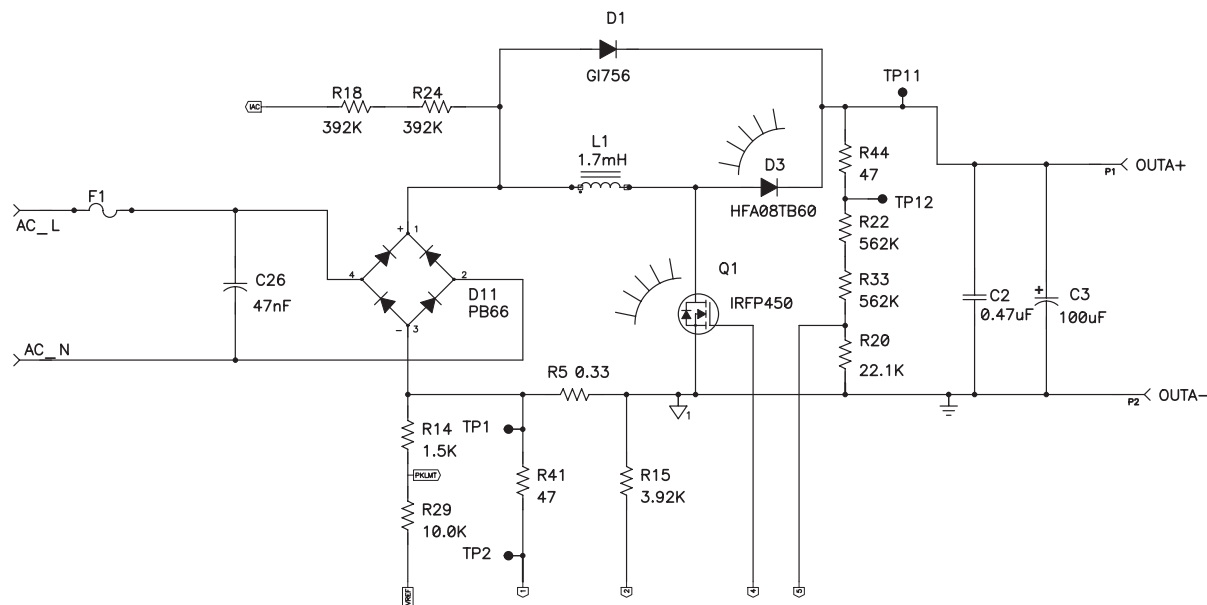 D1
GI756
TP11
IAC
R18
392K
R24
392K
L1
1.7mH
D3
HFA08TB60
R44
47
TP12
P1
OUTA+
F1
AC_L
+
1
C26
47nF
4
2
D11
PB66
Q1
IRFP450
R22
562K
R33
562K
C2
0.47uF
+
C3
100uF
–
3
AC_N
R5 0.33
R20
22.1K
1
P2
OUTA–
R14
1.5K
TP1
PKLMT
R41
47
R15
3.92K
R29
10.0K
TP2
VREF
1
2
4
5